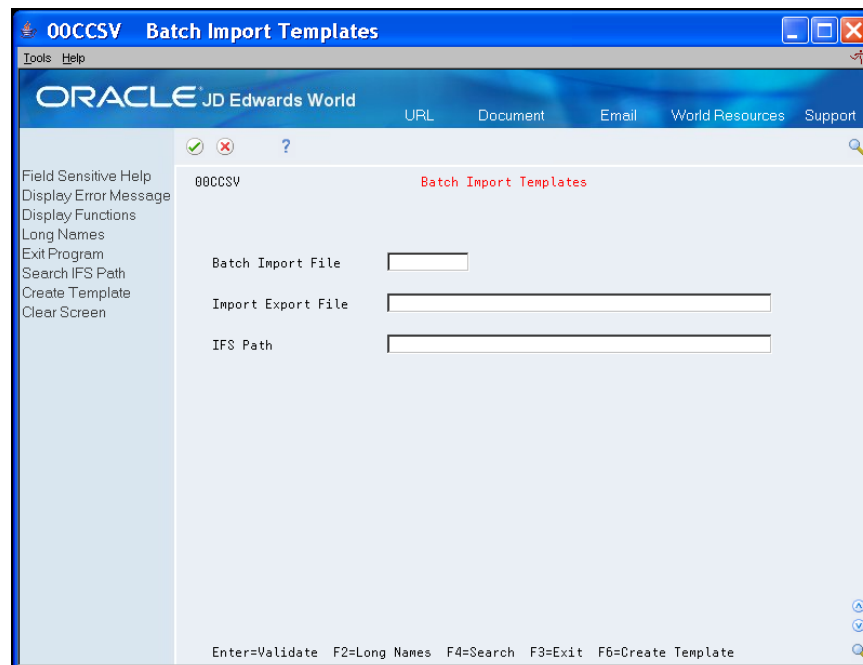 00CCSV Batch Import Templates
Tools Help
ORACLE JD Edwards World
URL Document Email World Resources Support
?
Field Sensitive Help
Display Error Message
Display Functions
Long Names
Exit Program
Search IFS Path
Create Template
Clear Screen
00CCSV Batch Import Templates
Batch Import File
Import Export File
IFS Path
Enter=Validate F2=Long Names F4=Search F3=Exit F6=Create Template